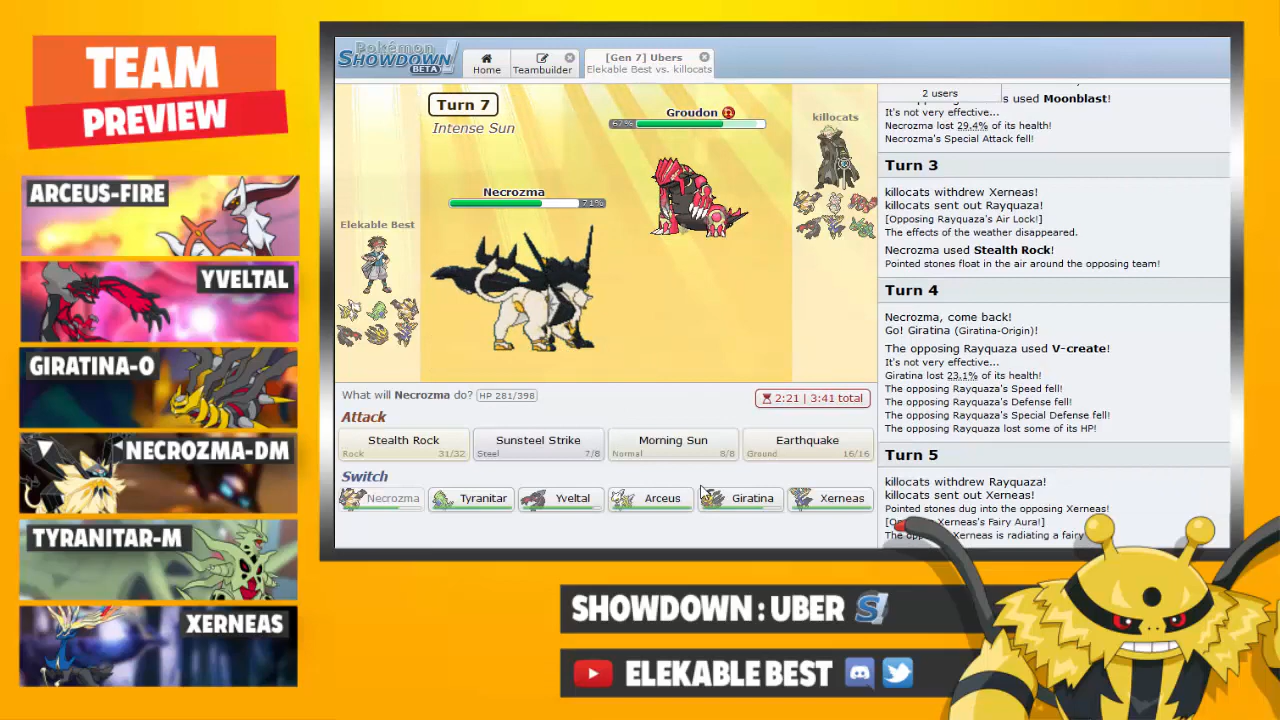 TEAM
PREVIEW
ARCEUS-FIRE
YVELTAL
GIRATINA-O
NECROZMA-DM
TYRANITAR-M
XERNEAS
Pokémon
SHOWDOWN
BETA
Home
Teambuilder
[Gen 7] Ubers
Elekable Best vs. killocats
Turn 7
Intense Sun
Groudon
67%
Necrozma
71%
Elekable Best
killocats
What will Necrozma do? HP 281/398
2:21 | 3:41 total
Attack
Stealth Rock
Rock 31/32
Sunsteel Strike
Steel 7/8
Morning Sun
Normal 8/8
Earthquake
Ground 16/16
Switch
Necrozma
Tyranitar
Yveltal
Arceus
Giratina
Xerneas
2 users
s used Moonblast!
It's not very effective...
Necrozma lost 29.4% of its health!
Necrozma's Special Attack fell!
Turn 3
killocats withdrew Xerneas!
killocats sent out Rayquaza!
[Opposing Rayquaza's Air Lock!]
The effects of the weather disappeared.
Necrozma used Stealth Rock!
Pointed stones float in the air around the opposing team!
Turn 4
Necrozma, come back!
Go! Giratina (Giratina-Origin)!
The opposing Rayquaza used V-create!
It's not very effective...
Giratina lost 23.1% of its health!
The opposing Rayquaza's Speed fell!
The opposing Rayquaza's Defense fell!
The opposing Rayquaza's Special Defense fell!
The opposing Rayquaza lost some of its HP!
Turn 5
killocats withdrew Rayquaza!
killocats sent out Xerneas!
Pointed stones dug into the opposing Xerneas!
Xerneas's Fairy Aura!]
Xerneas is radiating a fairy
SHOWDOWN : UBER S
ELEKABLE BEST